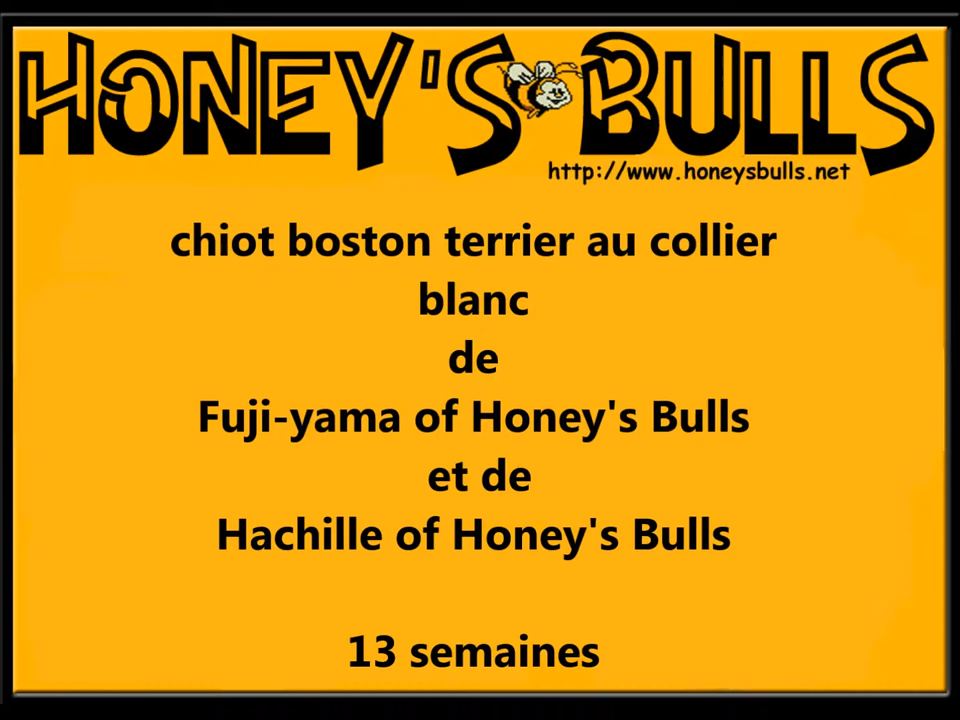 HONEY'S BULLS
http://www.honeysbulls.net
chiot boston terrier au collier
blanc
de
Fuji-yama of Honey's Bulls
et de
Hachille of Honey's Bulls
13 semaines